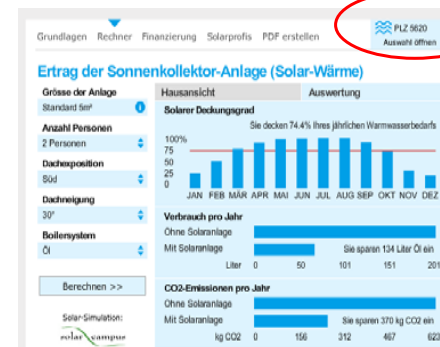 PLZ 5620
Auswahl öffnen
Grundlagen Rechner Finanzierung Solarprofis PDF erstellen
Ertrag der Sonnenkollektor-Anlage (Solar-Wärme)
Grösse der Anlage
Standard 5m²
Anzahl Personen
2 Personen
Dachexposition
Süd
Dachneigung
30°
Boilersystem
Öl
Berechnen >>
Solar-Simulation:
solar campus
Hausansicht Auswertung
Solarer Deckungsgrad
Sie decken 74.4% Ihres jährlichen Warmwasserbedarfs
100%
75
50
25
0
JAN FEB MÄR APR MAI JUN JUL AUG SEP OKT NOV DEZ
Verbrauch pro Jahr
Ohne Solaranlage
Mit Solaranlage Sie sparen 134 Liter Öl ein
Liter 0 50 101 151 201
CO2-Emissionen pro Jahr
Ohne Solaranlage
Mit Solaranlage Sie sparen 370 kg CO2 ein
kg CO2 0 156 312 467 623